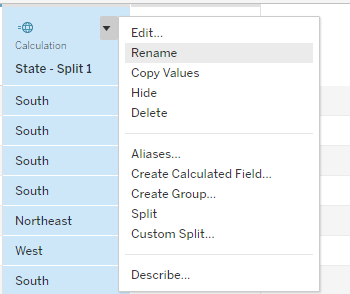 Calculation
State - Split 1
South
South
South
South
Northeast
West
South
Edit...
Rename
Copy Values
Hide
Delete
Aliases...
Create Calculated Field...
Create Group...
Split
Custom Split...
Describe...